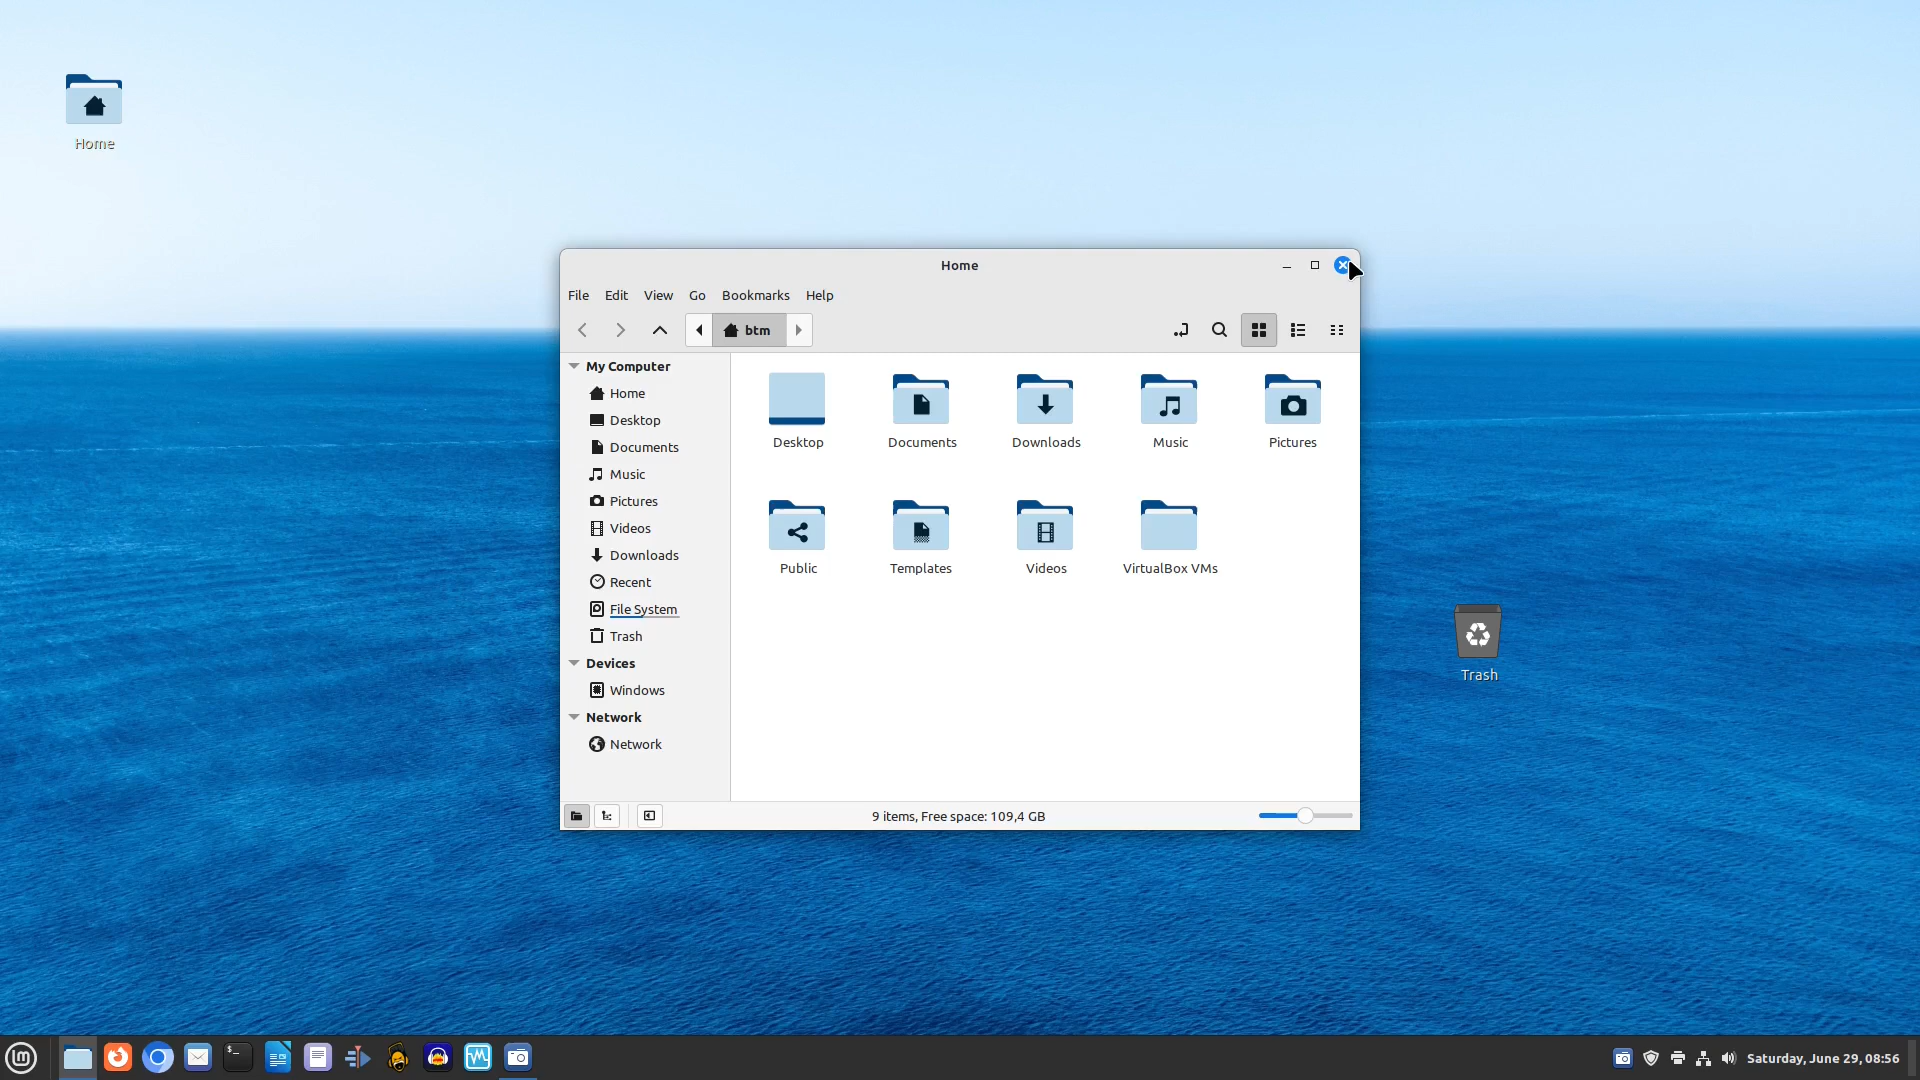 Home
Home
File Edit View Go Bookmarks Help
btm
My Computer
Home
Desktop
Documents
Music
Pictures
Videos
Downloads
Recent
File System
Trash
Devices
Windows
Network
Network
Desktop Documents Downloads Music Pictures
Public Templates Videos VirtualBox VMs
9 items, Free space: 109,4 GB
Trash
Saturday, June 29, 08:56